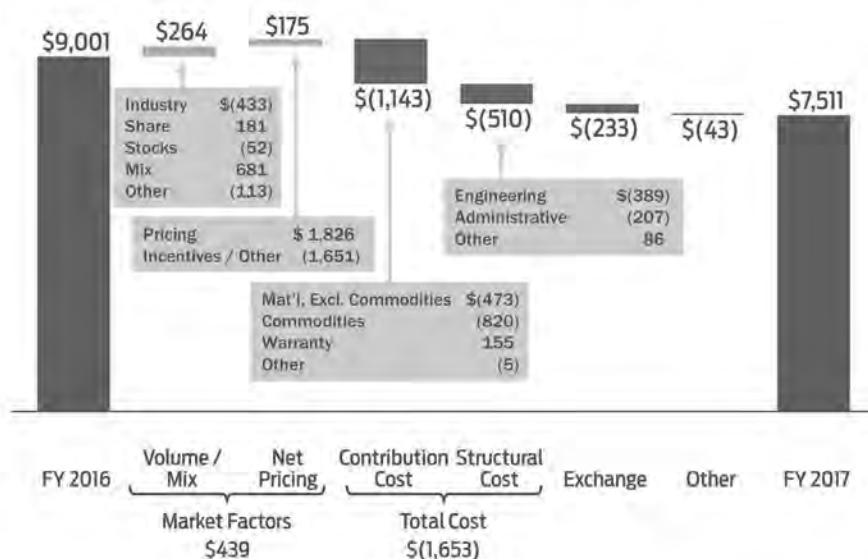 $9,001
$264
$175
$(1,143)
$(510)
$(233)
$(43)
$7,511
Industry $(433)
Share 181
Stocks (52)
Mix 681
Other (113)
Pricing $ 1,826
Incentives / Other (1,651)
Mat'l, Excl. Commodities $(473)
Commodities (820)
Warranty 155
Other (5)
Engineering $(389)
Administrative (207)
Other 86
FY 2016
Volume / Mix
Net Pricing
Contribution Cost
Structural Cost
Exchange
Other
FY 2017
Market Factors
$439
Total Cost
$(1,653)